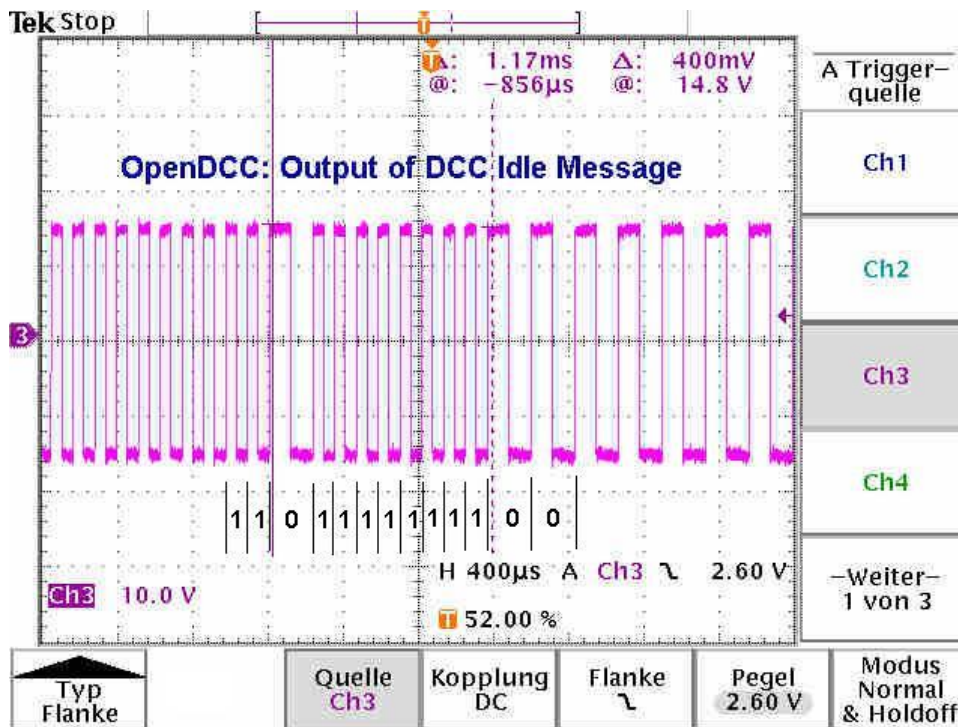 Tek Stop
Δ: 1.17ms Δ: 400mV
@: −856µs @: 14.8 V
OpenDCC: Output of DCC Idle Message
3
1 1 0 1 1 1 1 1 1 1 1 0 0
H 400µs A Ch3 2.60 V
Ch3 10.0 V
T 52.00 %
A Trigger−
quelle
Ch1
Ch2
Ch3
Ch4
−Weiter−
1 von 3
Typ
Flanke
Quelle
Ch3
Kopplung
DC
Flanke
Pegel
2.60 V
Modus
Normal
& Holdoff